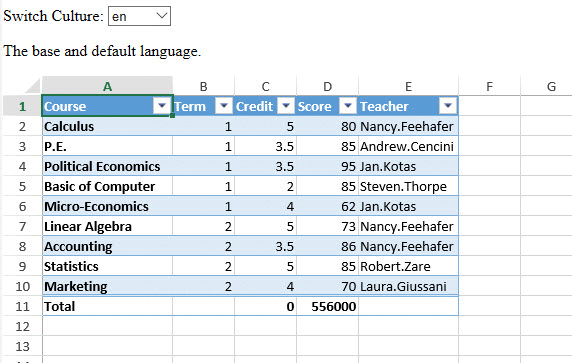 Switch Culture: en
The base and default language.
A B C D E F G
1 Course Term Credit Score Teacher
2 Calculus 1 5 80 Nancy.Feehafer
3 P.E. 1 3.5 85 Andrew.Cencini
4 Political Economics 1 3.5 95 Jan.Kotas
5 Basic of Computer 1 2 85 Steven.Thorpe
6 Micro-Economics 1 4 62 Jan.Kotas
7 Linear Algebra 2 5 73 Nancy.Feehafer
8 Accounting 2 3.5 86 Nancy.Feehafer
9 Statistics 2 5 85 Robert.Zare
10 Marketing 2 4 70 Laura.Giussani
11 Total 0 556000
12
13